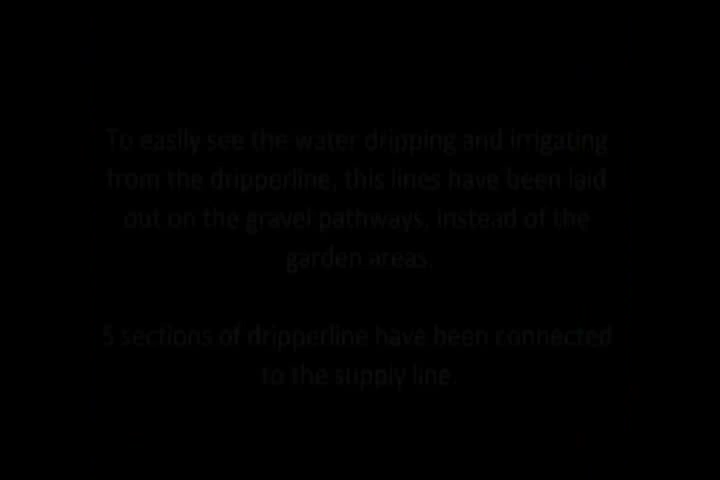 To easily see the water dripping and irrigating
from the dripperline, this lines have been laid
out on the gravel pathways, instead of the
garden areas.
5 sections of dripperline have been connected
to the supply line.